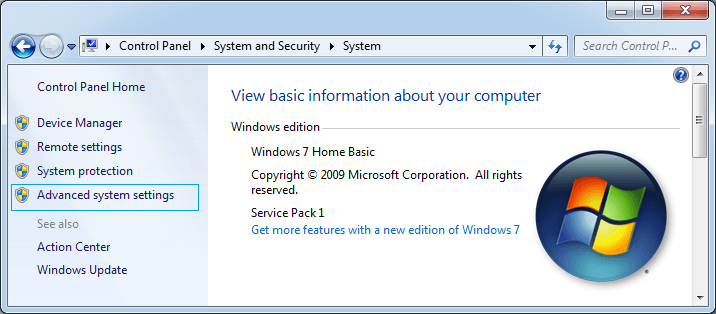 Control Panel System and Security System
Search Control P...
Control Panel Home
Device Manager
Remote settings
System protection
Advanced system settings
See also
Action Center
Windows Update
View basic information about your computer
Windows edition
Windows 7 Home Basic
Copyright © 2009 Microsoft Corporation. All rights
reserved.
Service Pack 1
Get more features with a new edition of Windows 7